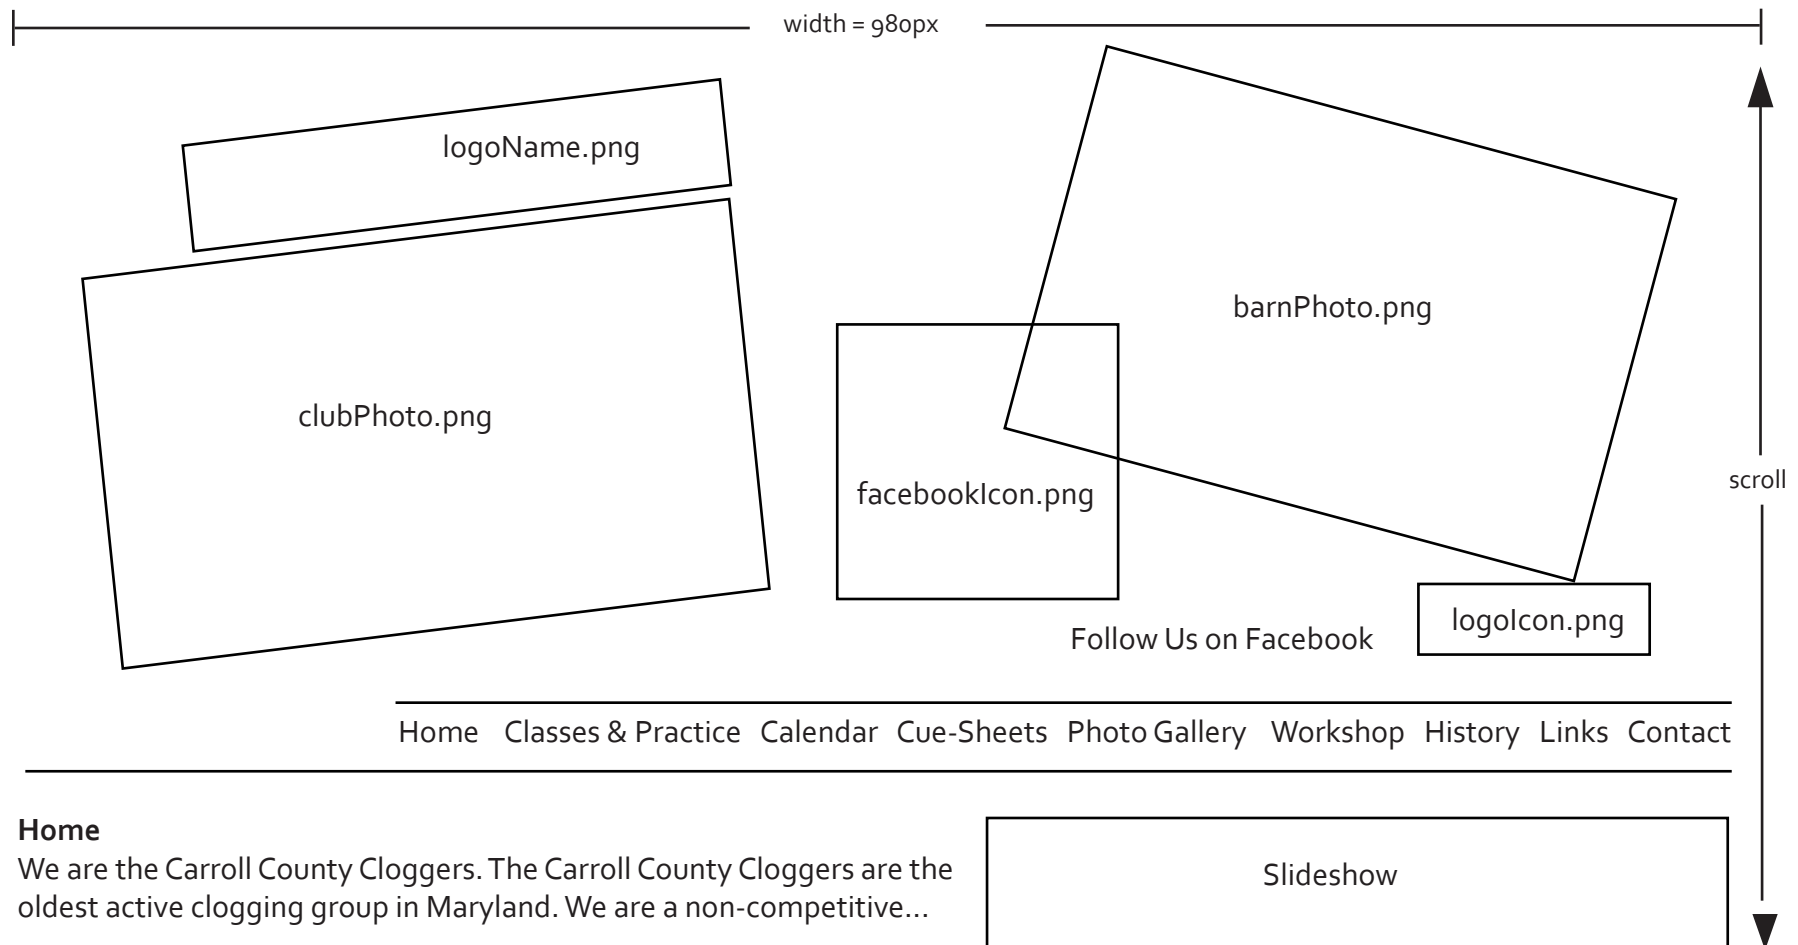 width = 980px
logoName.png
barnPhoto.png
clubPhoto.png
facebookIcon.png
scroll
logoIcon.png
Follow Us on Facebook
Home Classes & Practice Calendar Cue-Sheets Photo Gallery Workshop History Links Contact
Home
We are the Carroll County Cloggers. The Carroll County Cloggers are the
oldest active clogging group in Maryland. We are a non-competitive...
Slideshow